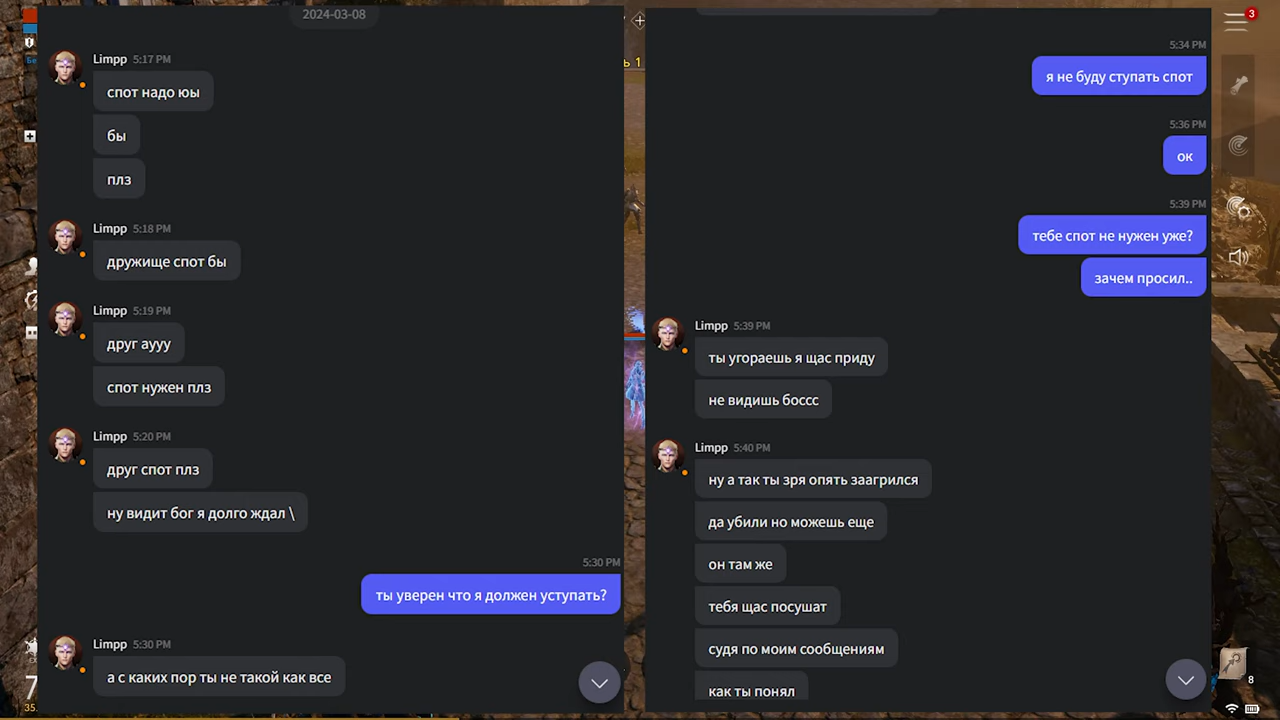 2024-03-08
Limpp 5:17 PM
спот надо юы
бы
плз
Limpp 5:18 PM
дружище спот бы
Limpp 5:19 PM
друг аууу
спот нужен плз
Limpp 5:20 PM
друг спот плз
ну видит бог я долго ждал \
5:30 PM
ты уверен что я должен уступать?
Limpp 5:30 PM
а с каких пор ты не такой как все
5:34 PM
я не буду ступать спот
5:36 PM
ок
5:39 PM
тебе спот не нужен уже?
зачем просил..
Limpp 5:39 PM
ты угораешь я щас приду
не видишь боссс
Limpp 5:40 PM
ну а так ты зря опять заагрился
да убили но можешь еще
он там же
тебя щас посушат
судя по моим сообщениям
как ты понял
ь 1
3
8
7
35.